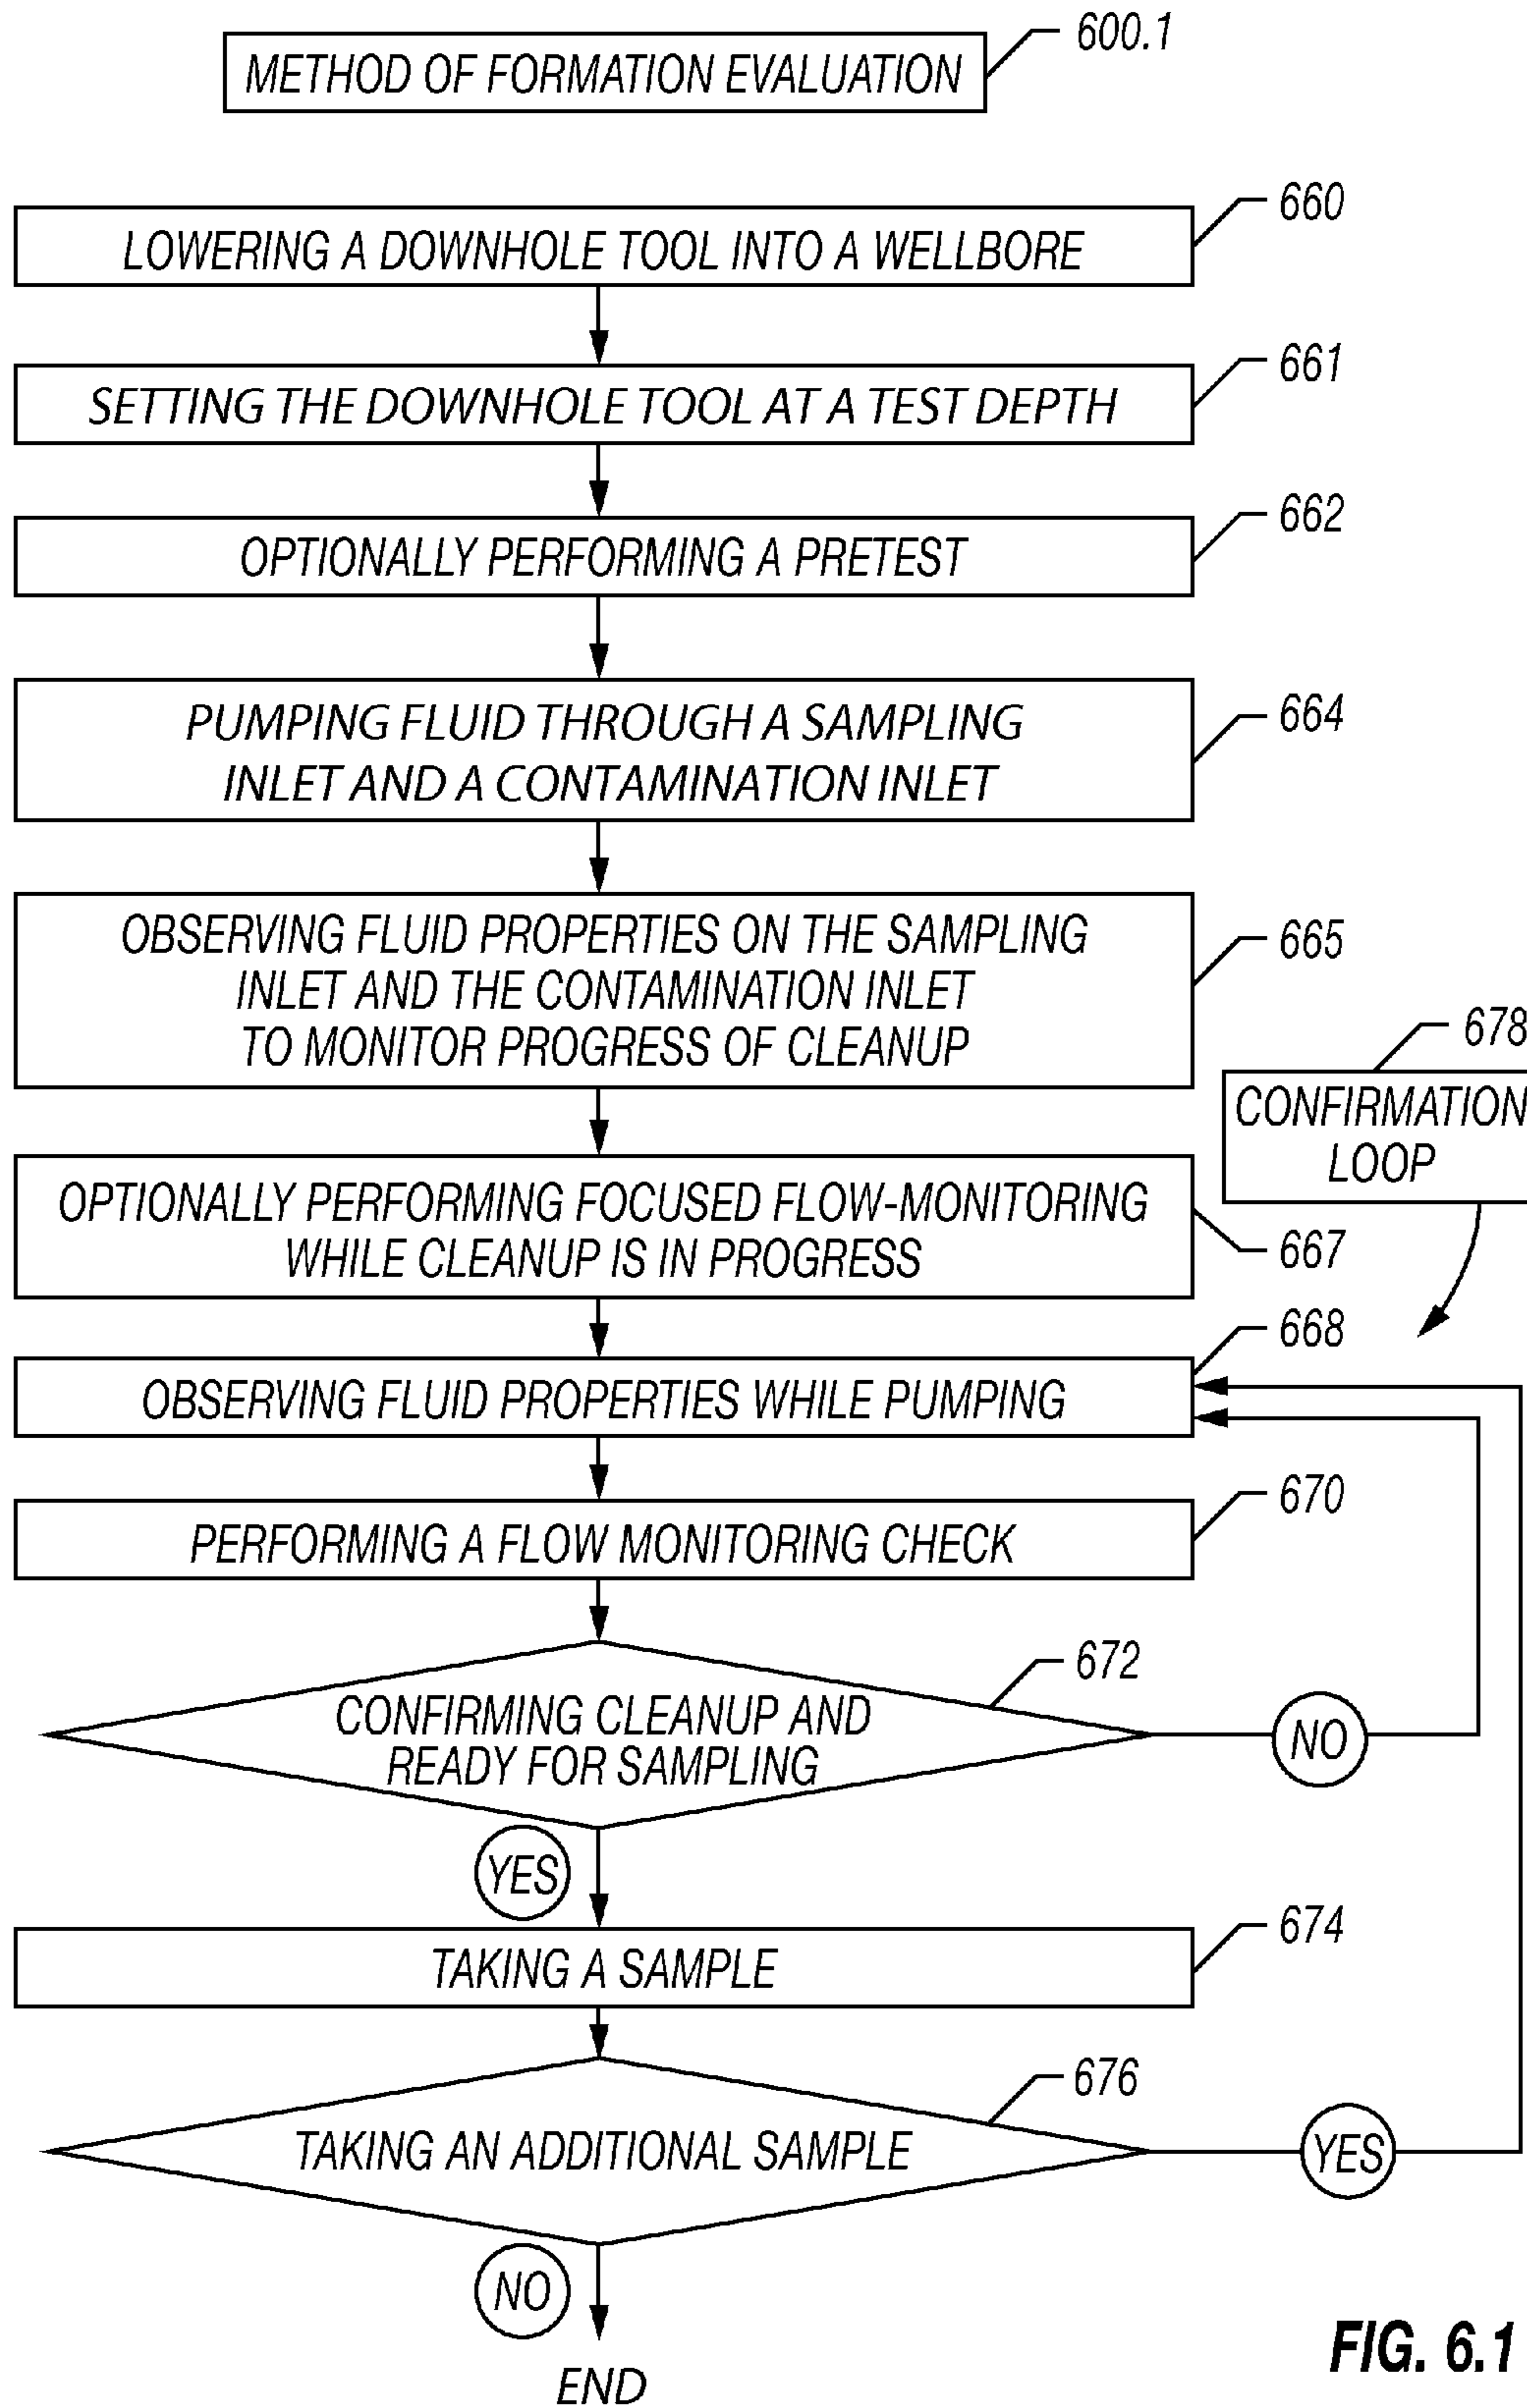 600.1
METHOD OF FORMATION EVALUATION
660
LOWERING A DOWNHOLE TOOL INTO A WELLBORE
661
SETTING THE DOWNHOLE TOOL AT A TEST DEPTH
662
OPTIONALLY PERFORMING A PRETEST
664
PUMPING FLUID THROUGH A SAMPLING
INLET AND A CONTAMINATION INLET
665
OBSERVING FLUID PROPERTIES ON THE SAMPLING
INLET AND THE CONTAMINATION INLET
TO MONITOR PROGRESS OF CLEANUP
678
CONFIRMATION
LOOP
OPTIONALLY PERFORMING FOCUSED FLOW-MONITORING
WHILE CLEANUP IS IN PROGRESS
667
668
OBSERVING FLUID PROPERTIES WHILE PUMPING
670
PERFORMING A FLOW MONITORING CHECK
672
CONFIRMING CLEANUP AND
READY FOR SAMPLING
NO
YES
674
TAKING A SAMPLE
676
TAKING AN ADDITIONAL SAMPLE
YES
NO
END
FIG. 6.1